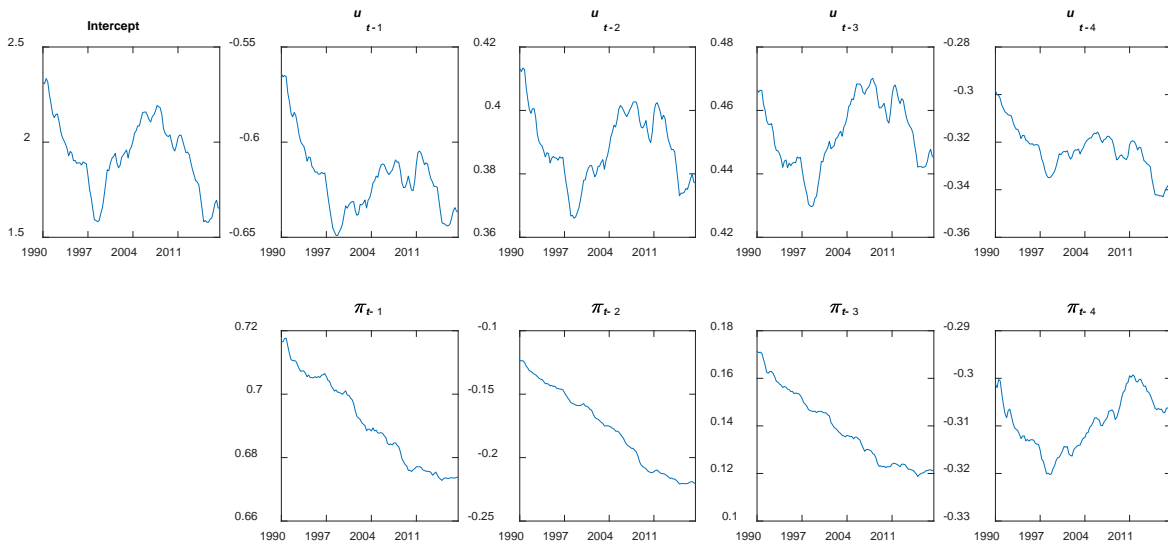 Intercept
u t-1
u t-2
u t-3
u t-4
2.5
2
1.5
-0.55
-0.6
-0.65
0.42
0.4
0.38
0.36
0.48
0.46
0.44
0.42
-0.28
-0.3
-0.32
-0.34
-0.36
1990 1997 2004 2011
1990 1997 2004 2011
1990 1997 2004 2011
1990 1997 2004 2011
1990 1997 2004 2011
π t-1
π t-2
π t-3
π t-4
0.72
0.7
0.68
0.66
-0.1
-0.15
-0.2
-0.25
0.18
0.16
0.14
0.12
0.1
-0.29
-0.3
-0.31
-0.32
-0.33
1990 1997 2004 2011
1990 1997 2004 2011
1990 1997 2004 2011
1990 1997 2004 2011